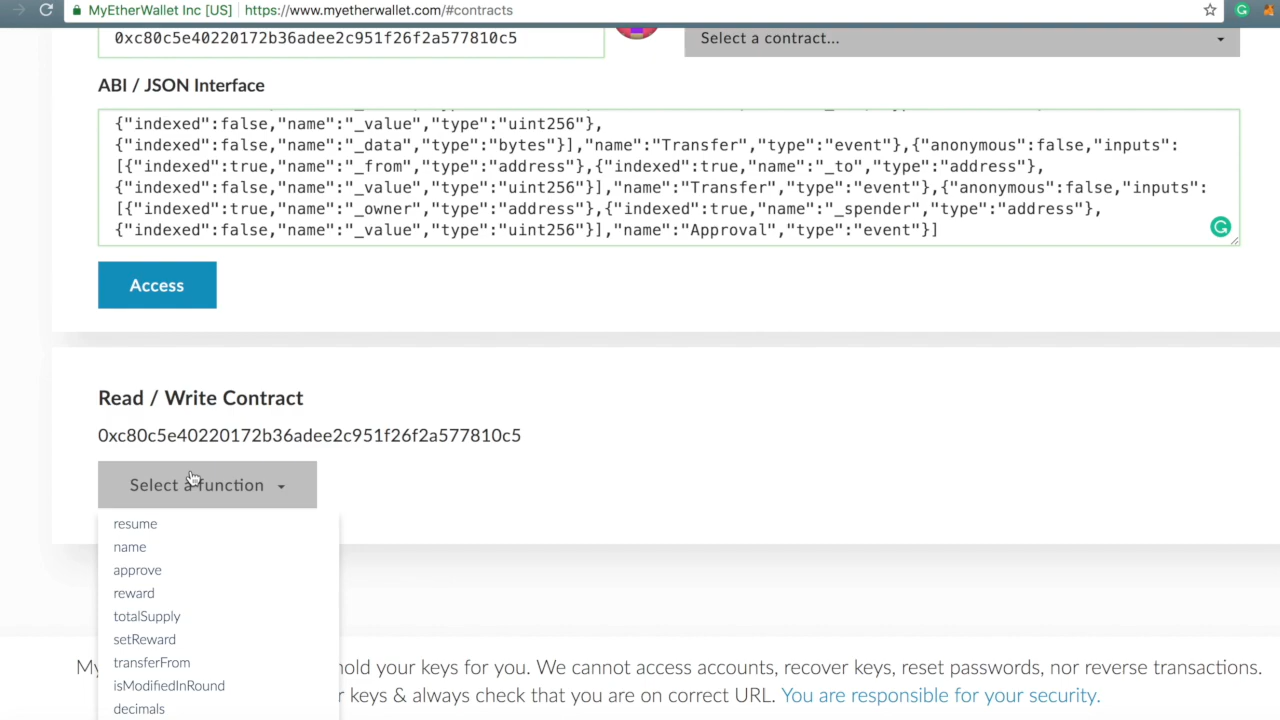 MyEtherWallet Inc [US] https://www.myetherwallet.com/#contracts
0xc80c5e40220172b36adee2c951f26f2a577810c5
Select a contract...
ABI / JSON Interface
{"indexed":false,"name":"_value","type":"uint256"},
{"indexed":false,"name":"_data","type":"bytes"}],"name":"Transfer","type":"event"},{"anonymous":false,"inputs":
[{"indexed":true,"name":"_from","type":"address"},{"indexed":true,"name":"_to","type":"address"},
{"indexed":false,"name":"_value","type":"uint256"}],"name":"Transfer","type":"event"},{"anonymous":false,"inputs":
[{"indexed":true,"name":"_owner","type":"address"},{"indexed":true,"name":"_spender","type":"address"},
{"indexed":false,"name":"_value","type":"uint256"}],"name":"Approval","type":"event"}]
Access
Read / Write Contract
0xc80c5e40220172b36adee2c951f26f2a577810c5
Select a function
resume
name
approve
reward
totalSupply
setReward
transferFrom
isModifiedInRound
decimals
My hold your keys for you. We cannot access accounts, recover keys, reset passwords, nor reverse transactions.
r keys & always check that you are on correct URL. You are responsible for your security.